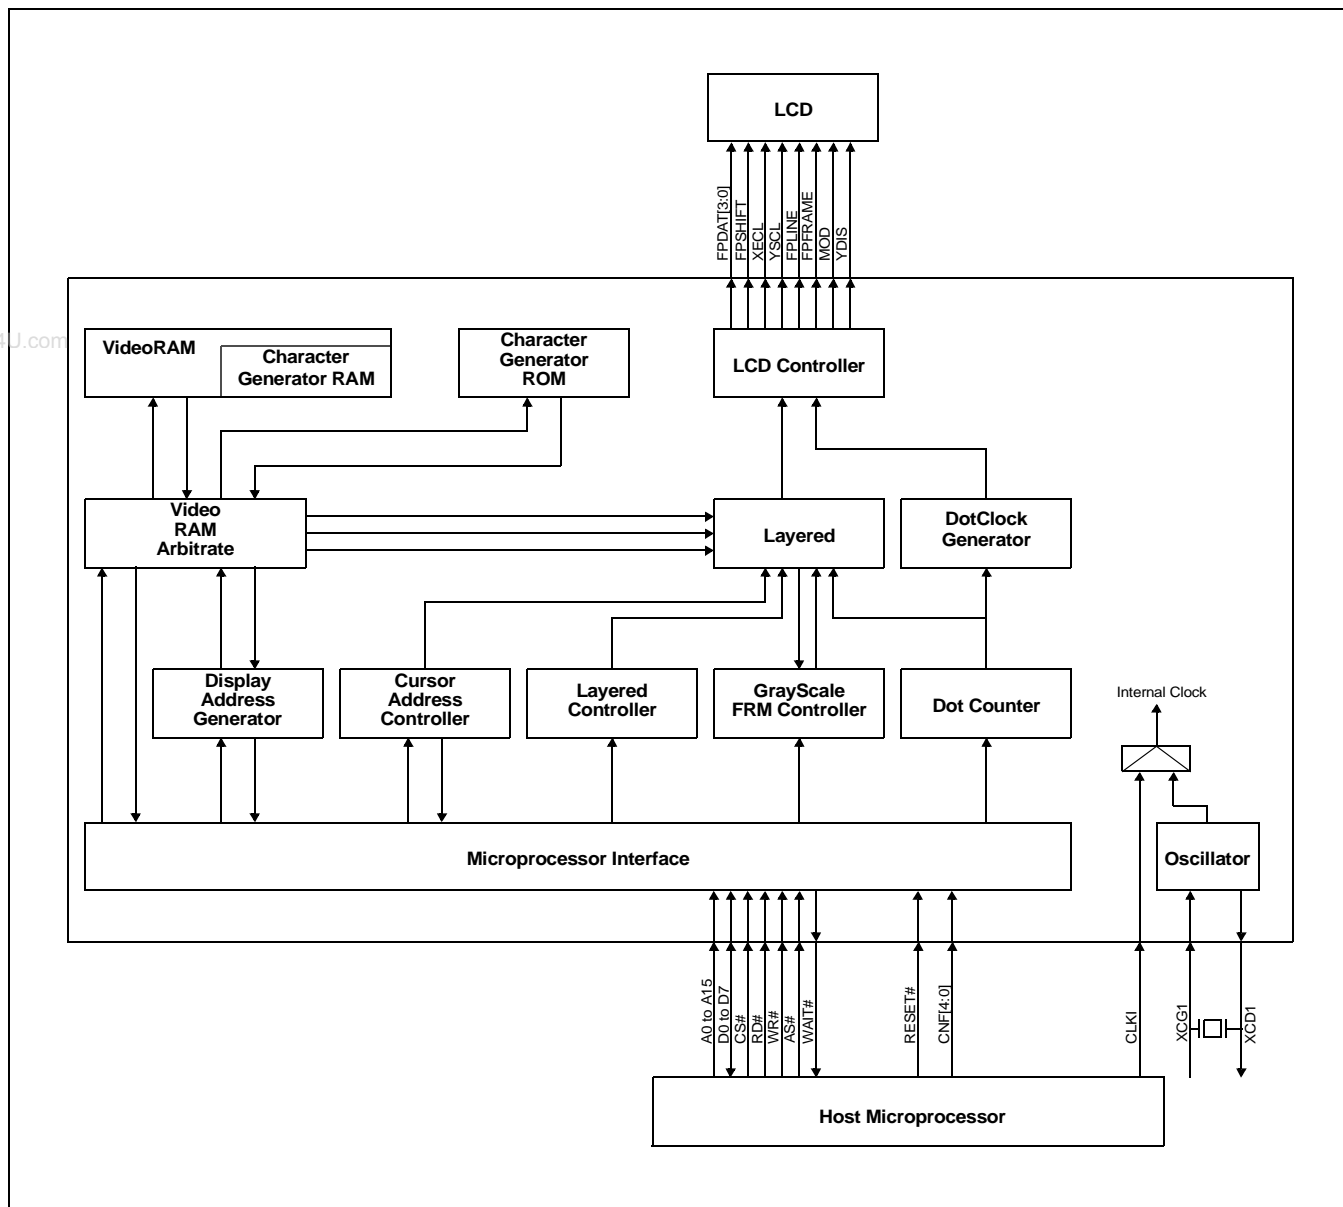 LCD
FPDAT[3:0]
FPSHIFT
XECL
YSCL
FPLINE
FPFRAME
MOD
YDIS
4U.com
VideoRAM
Character
Generator RAM
Character
Generator
ROM
LCD Controller
Video
RAM
Arbitrate
Layered
DotClock
Generator
Display
Address
Generator
Cursor
Address
Controller
Layered
Controller
GrayScale
FRM Controller
Dot Counter
Internal Clock
Microprocessor Interface
Oscillator
A0 to A15
D0 to D7
CS#
RD#
WR#
AS#
WAIT#
RESET#
CNF[4:0]
CLKI
XCG1
XCD1
Host Microprocessor